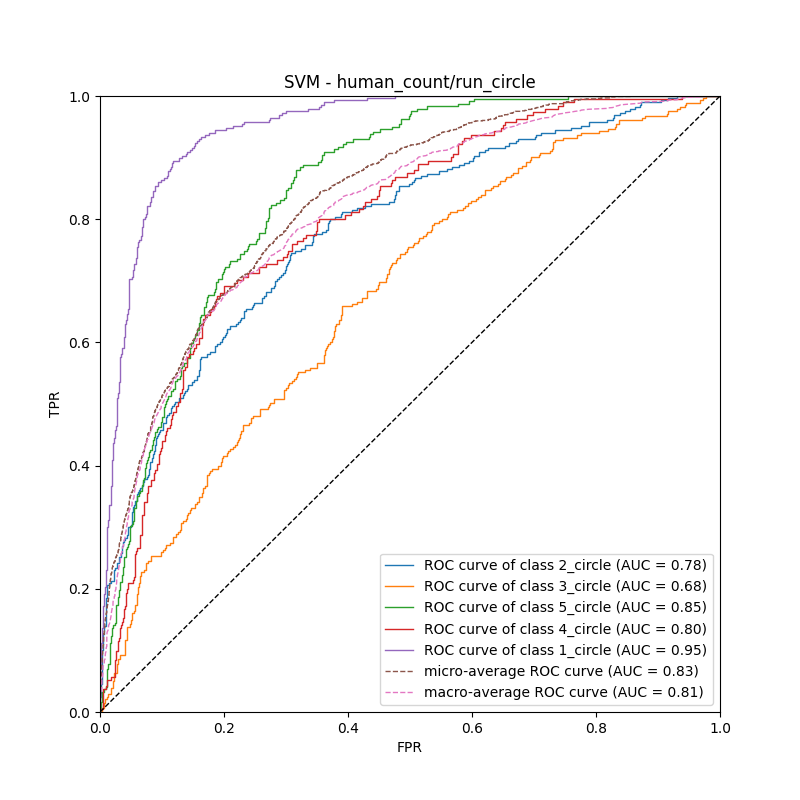 SVM - human_count/run_circle
1.0
0.8
0.6
0.4
0.2
0.0
TPR
0.0 0.2 0.4 0.6 0.8 1.0
FPR
ROC curve of class 2_circle (AUC = 0.78)
ROC curve of class 3_circle (AUC = 0.68)
ROC curve of class 5_circle (AUC = 0.85)
ROC curve of class 4_circle (AUC = 0.80)
ROC curve of class 1_circle (AUC = 0.95)
micro-average ROC curve (AUC = 0.83)
macro-average ROC curve (AUC = 0.81)